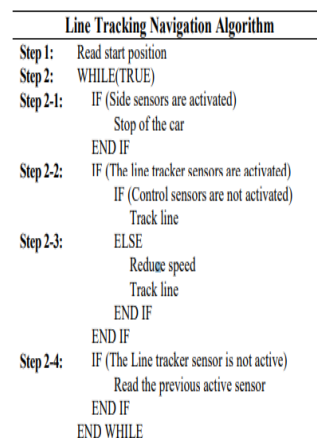 Line Tracking Navigation Algorithm
Step 1: Read start position
Step 2: WHILE(TRUE)
Step 2-1: IF (Side sensors are activated)
Stop of the car
END IF
Step 2-2: IF (The line tracker sensors are activated)
IF (Control sensors are not activated)
Track line
Step 2-3: ELSE
Reduce speed
Track line
END IF
END IF
Step 2-4: IF (The Line tracker sensor is not active)
Read the previous active sensor
END IF
END WHILE